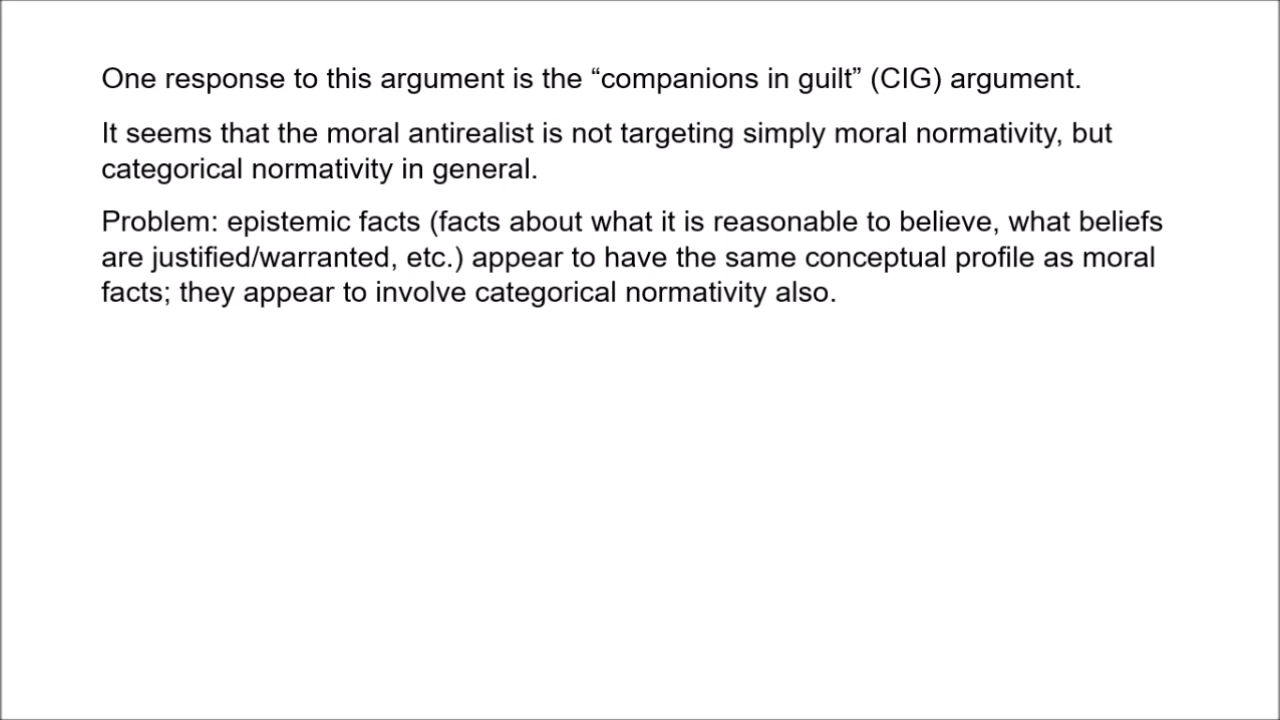 One response to this argument is the “companions in guilt” (CIG) argument.
It seems that the moral antirealist is not targeting simply moral normativity, but
categorical normativity in general.
Problem: epistemic facts (facts about what it is reasonable to believe, what beliefs
are justified/warranted, etc.) appear to have the same conceptual profile as moral
facts; they appear to involve categorical normativity also.